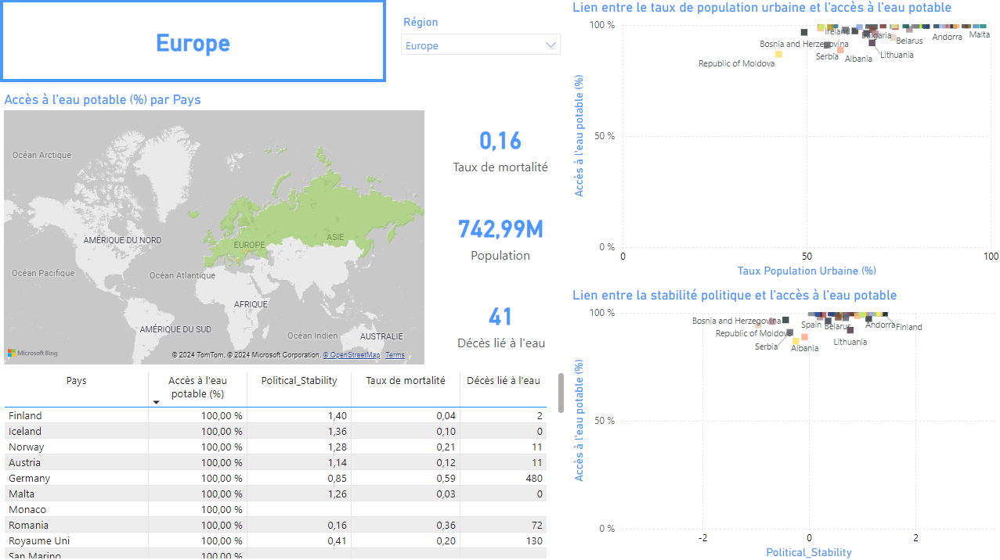 Europe
Région
Europe
Accès à l'eau potable (%) par Pays
Océan Arctique
AMÉRIQUE DU NORD
ASIE
EUROPE
Océan Pacifique
Océan Atlantique
AFRIQUE
AMÉRIQUE DU SUD
Océan Indien
AUSTRALIE
Microsoft Bing
© 2024 TomTom, © 2024 Microsoft Corporation, © OpenStreetMap Terms
0,16
Taux de mortalité
742,99M
Population
41
Décès lié à l'eau
Pays Accès à l'eau potable (%) Political_Stability Taux de mortalité Décès lié à l'eau
Finland 100,00 % 1,40 0,04 2
Iceland 100,00 % 1,36 0,10 0
Norway 100,00 % 1,28 0,21 11
Austria 100,00 % 1,14 0,12 11
Germany 100,00 % 0,85 0,59 480
Malta 100,00 % 1,26 0,03 0
Monaco 100,00 %
Romania 100,00 % 0,16 0,36 72
Royaume Uni 100,00 % 0,41 0,20 130
San Marino 100,00 %
Lien entre le taux de population urbaine et l'accès à l'eau potable
Accès à l'eau potable (%)
100 %
50 %
0 %
Ireland
Bulgaria
Belarus
Andorra
Malta
Bosnia and Herzegovina
Serbia
Albania
Lithuania
Republic of Moldova
0 50 100
Taux Population Urbaine (%)
Lien entre la stabilité politique et l'accès à l'eau potable
Accès à l'eau potable (%)
100 %
50 %
0 %
Bosnia and Herzegovina
Spain
Belarus
Andorra
Finland
Republic of Moldova
Serbia
Albania
Lithuania
-2 0 2
Political_Stability